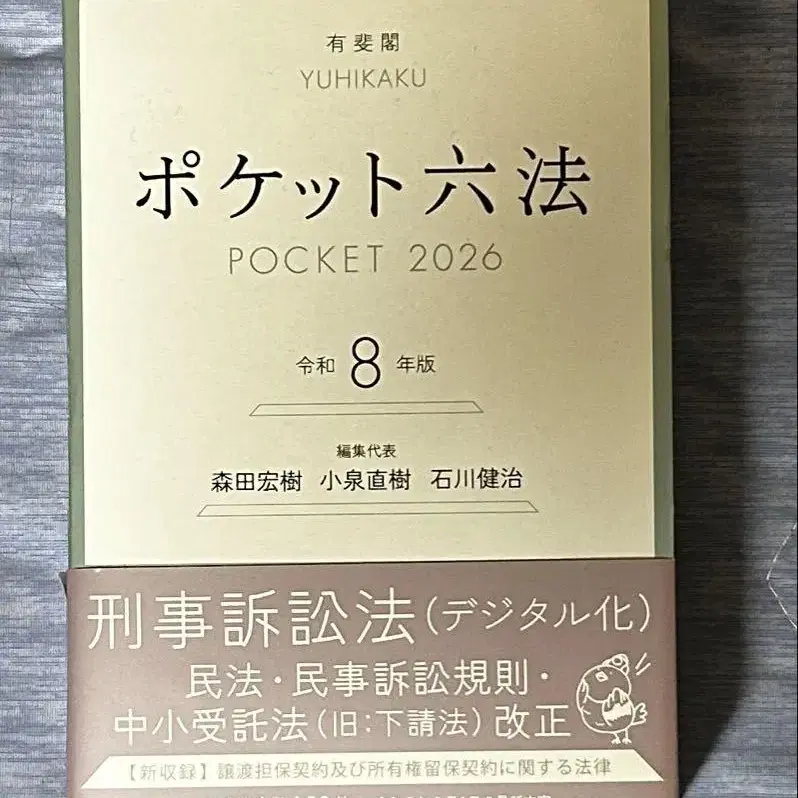 有斐閣
YUHIKAKU
ポケット六法
POCKET 2026
令和 8 年版
編集代表
森田宏樹 小泉直樹 石川健治
刑事訴訟法(デジタル化)
民法・民事訴訟規則・
中小受託法(旧:下請法)改正
【新収録】譲渡担保契約及び所有権留保契約に関する法律